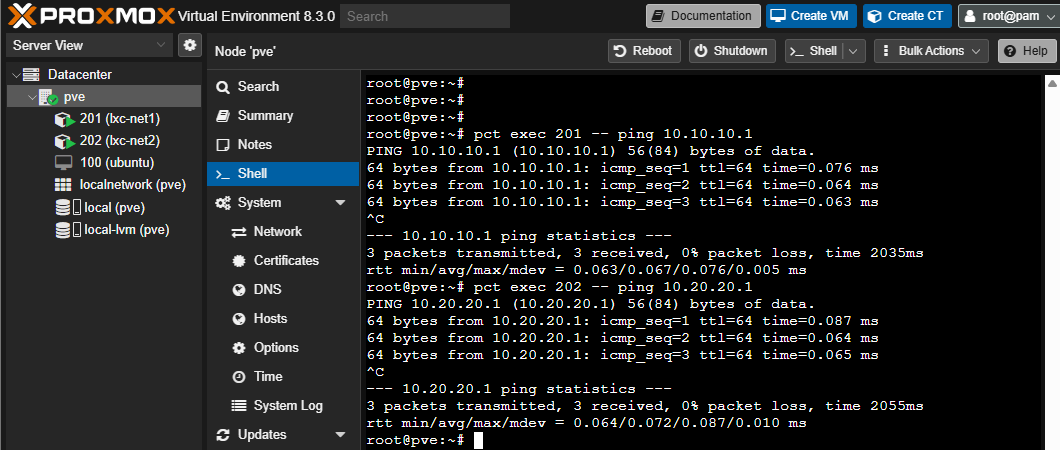 PROXMOX Virtual Environment 8.3.0 Search Documentation Create VM Create CT root@pam
Server View
Node 'pve' Reboot Shutdown Shell Bulk Actions Help
Datacenter
pve
201 (lxc-net1)
202 (lxc-net2)
100 (ubuntu)
localnetwork (pve)
local (pve)
local-lvm (pve)
Search
Summary
Notes
Shell
System
Network
Certificates
DNS
Hosts
Options
Time
System Log
Updates
root@pve:~#
root@pve:~#
root@pve:~#
root@pve:~# pct exec 201 -- ping 10.10.10.1
PING 10.10.10.1 (10.10.10.1) 56(84) bytes of data.
64 bytes from 10.10.10.1: icmp_seq=1 ttl=64 time=0.076 ms
64 bytes from 10.10.10.1: icmp_seq=2 ttl=64 time=0.064 ms
64 bytes from 10.10.10.1: icmp_seq=3 ttl=64 time=0.063 ms
^C
--- 10.10.10.1 ping statistics ---
3 packets transmitted, 3 received, 0% packet loss, time 2035ms
rtt min/avg/max/mdev = 0.063/0.067/0.076/0.005 ms
root@pve:~# pct exec 202 -- ping 10.20.20.1
PING 10.20.20.1 (10.20.20.1) 56(84) bytes of data.
64 bytes from 10.20.20.1: icmp_seq=1 ttl=64 time=0.087 ms
64 bytes from 10.20.20.1: icmp_seq=2 ttl=64 time=0.064 ms
64 bytes from 10.20.20.1: icmp_seq=3 ttl=64 time=0.065 ms
^C
--- 10.20.20.1 ping statistics ---
3 packets transmitted, 3 received, 0% packet loss, time 2055ms
rtt min/avg/max/mdev = 0.064/0.072/0.087/0.010 ms
root@pve:~#